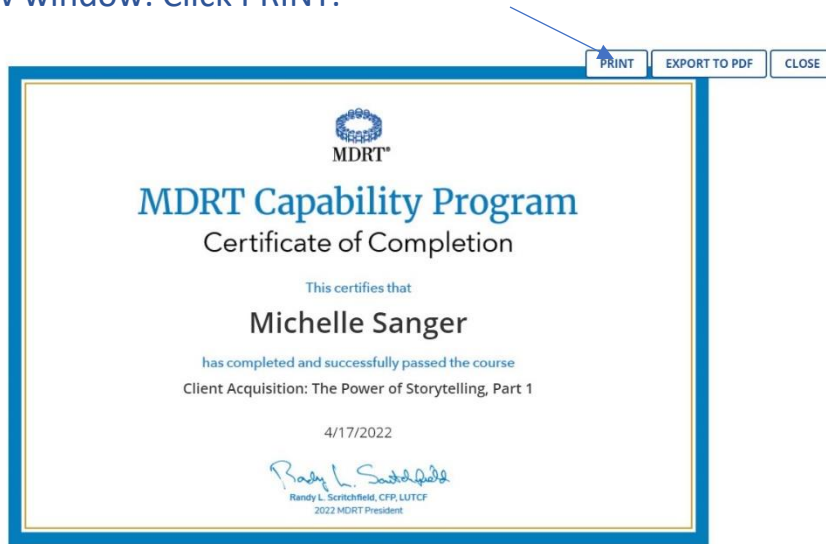 window. Click PRINT.
PRINT EXPORT TO PDF CLOSE
MDRT®
MDRT Capability Program
Certificate of Completion
This certifies that
Michelle Sanger
has completed and successfully passed the course
Client Acquisition: The Power of Storytelling, Part 1
4/17/2022
Randy L. Scritchfield
Randy L. Scritchfield, CFP, LUTCF
2022 MDRT President